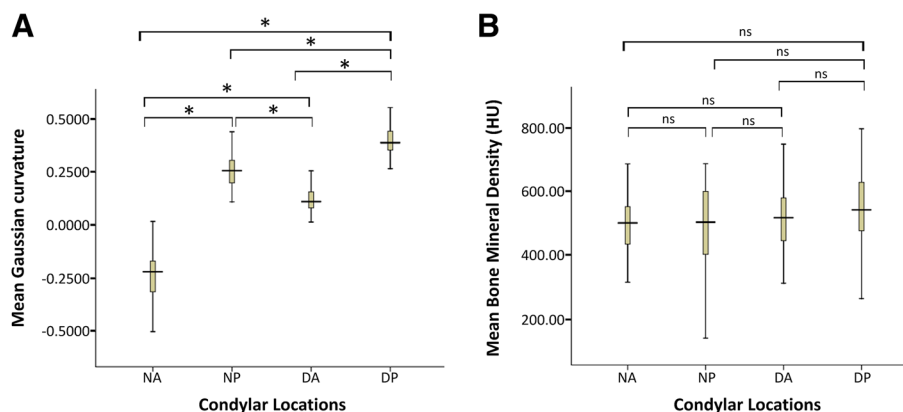 A
*
*
*
*
* *
0.5000
0.2500
0.0000
-0.2500
-0.5000
Mean Gaussian curvature
NA NP DA DP
Condylar Locations
B
ns
ns
ns
ns
ns ns
800.00
600.00
400.00
200.00
Mean Bone Mineral Density (HU)
NA NP DA DP
Condylar Locations